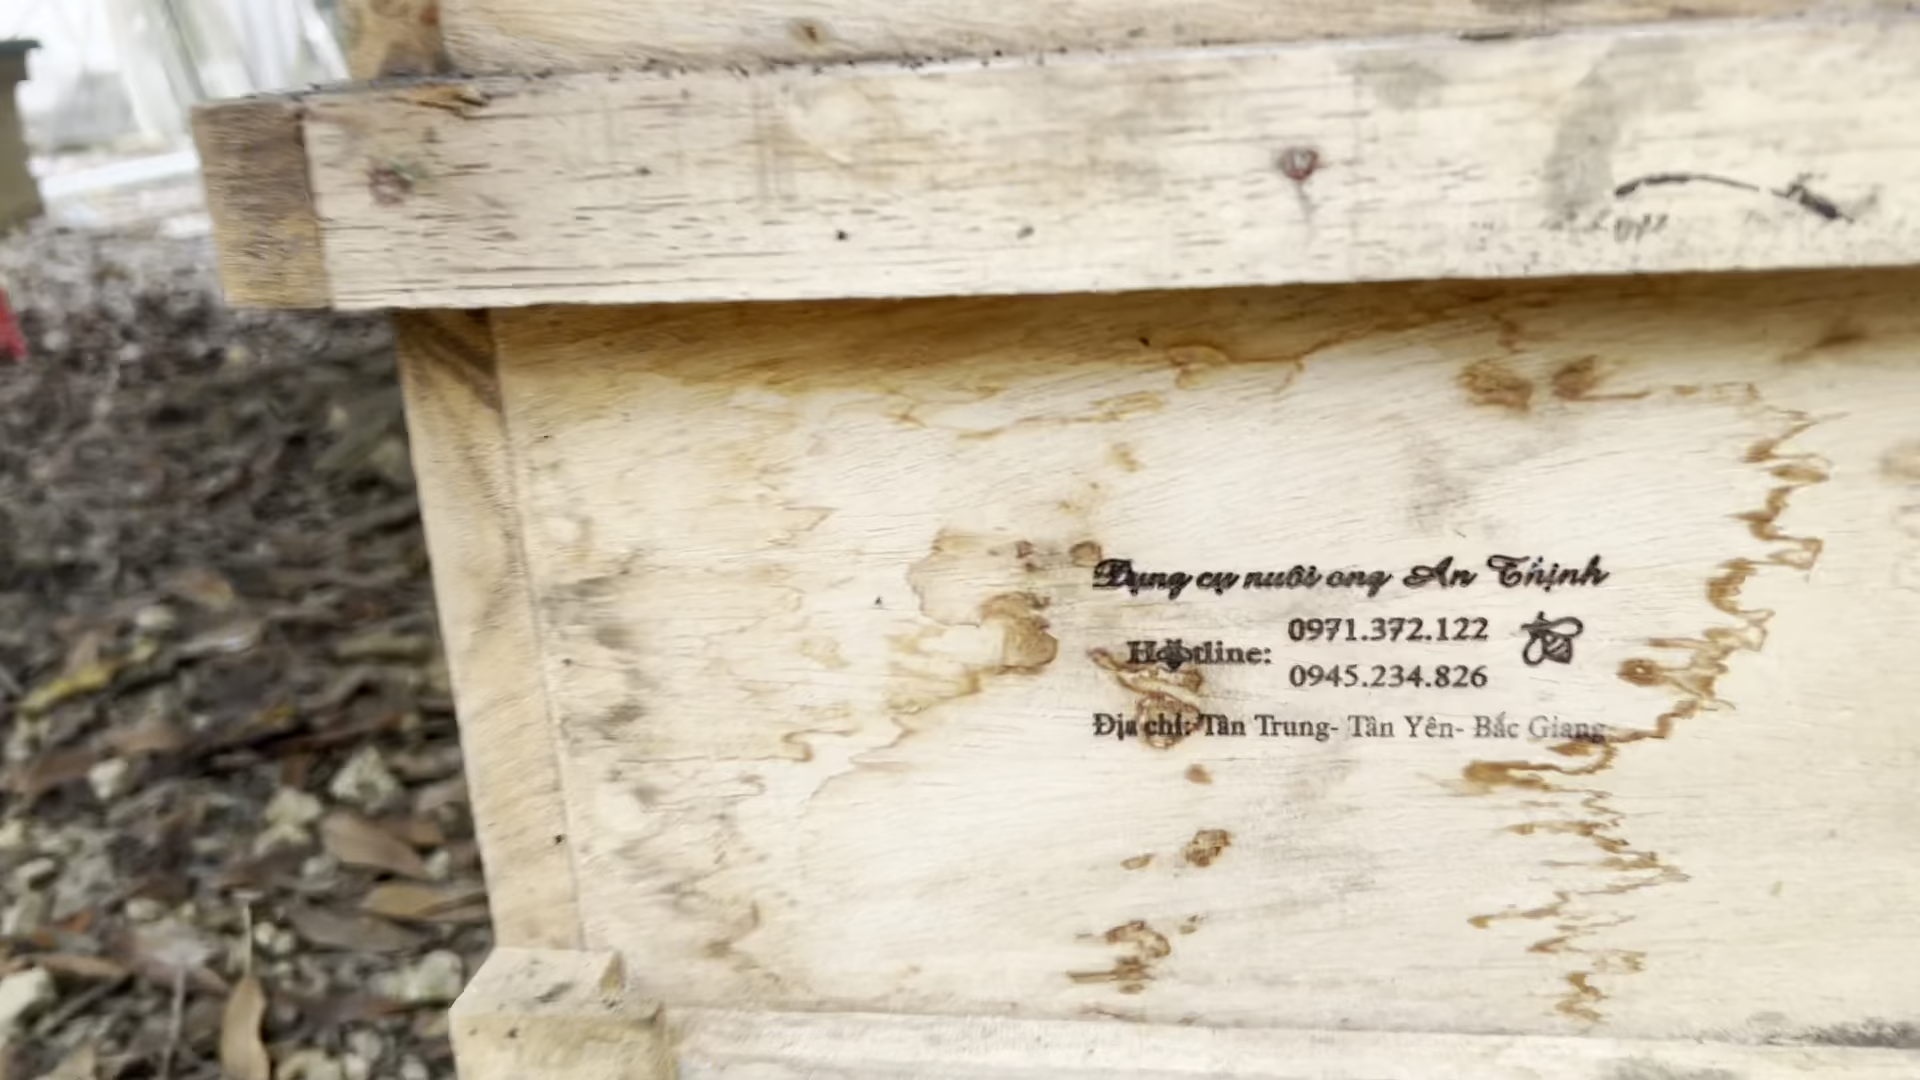 Dụng cụ nuôi ong An Thịnh
Hotline:
0971.372.122
0945.234.826
Địa chỉ: Tân Trung- Tân Yên- Bắc Giang